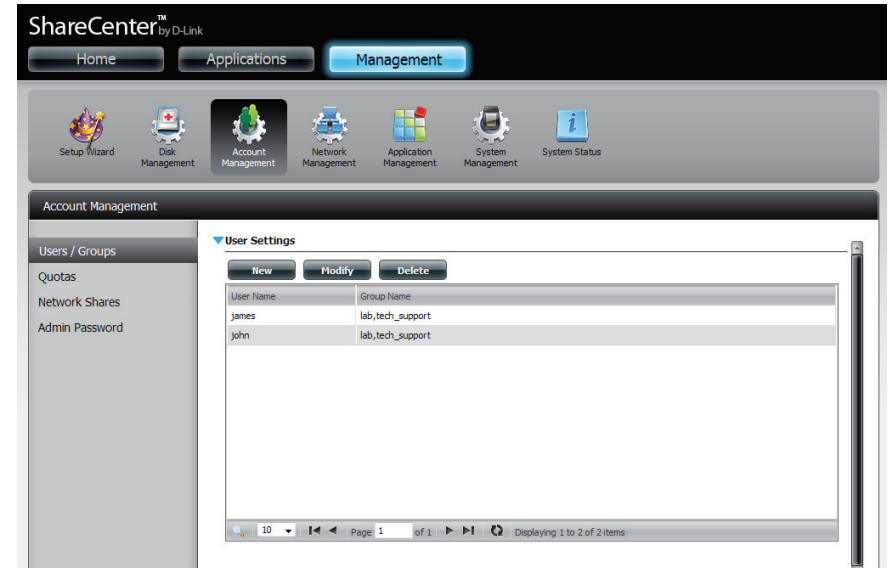 ShareCenter™ by D-Link
Home Applications Management
Setup Wizard
Disk Management
Account Management
Network Management
Application Management
System Management
System Status
Account Management
Users / Groups
Quotas
Network Shares
Admin Password
User Settings
New Modify Delete
User Name Group Name
james lab,tech_support
john lab,tech_support
10 Page 1 of 1 Displaying 1 to 2 of 2 items